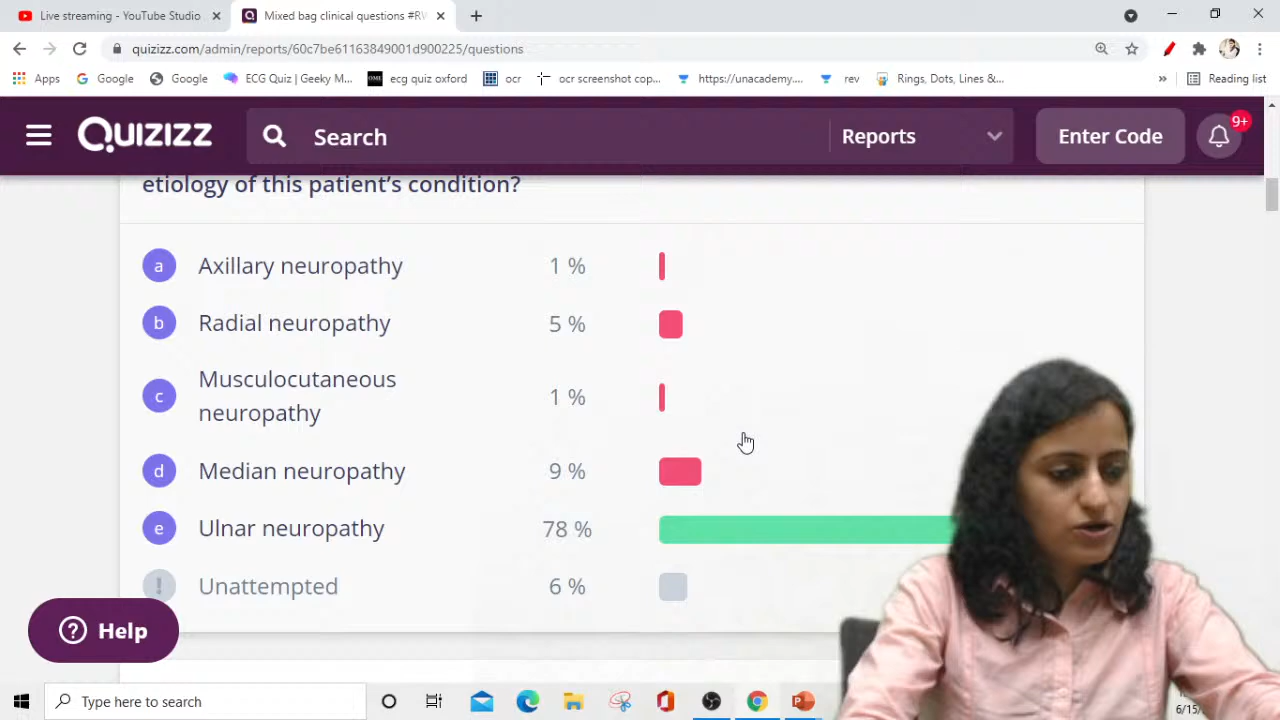 Live streaming - YouTube Studio
Mixed bag clinical questions #RW
quizizz.com/admin/reports/60c7be61163849001d900225/questions
Apps
Google
Google
ECG Quiz | Geeky M...
OME
ecg quiz oxford
ocr
ocr screenshot cop...
https://unacademy....
rev
Rings, Dots, Lines &...
»
Reading list
QUIZIZZ
Search
Reports
Enter Code
9+
etiology of this patient's condition?
a Axillary neuropathy 1 %
b Radial neuropathy 5 %
c Musculocutaneous
neuropathy 1 %
d Median neuropathy 9 %
e Ulnar neuropathy 78 %
! Unattempted 6 %
? Help
Type here to search